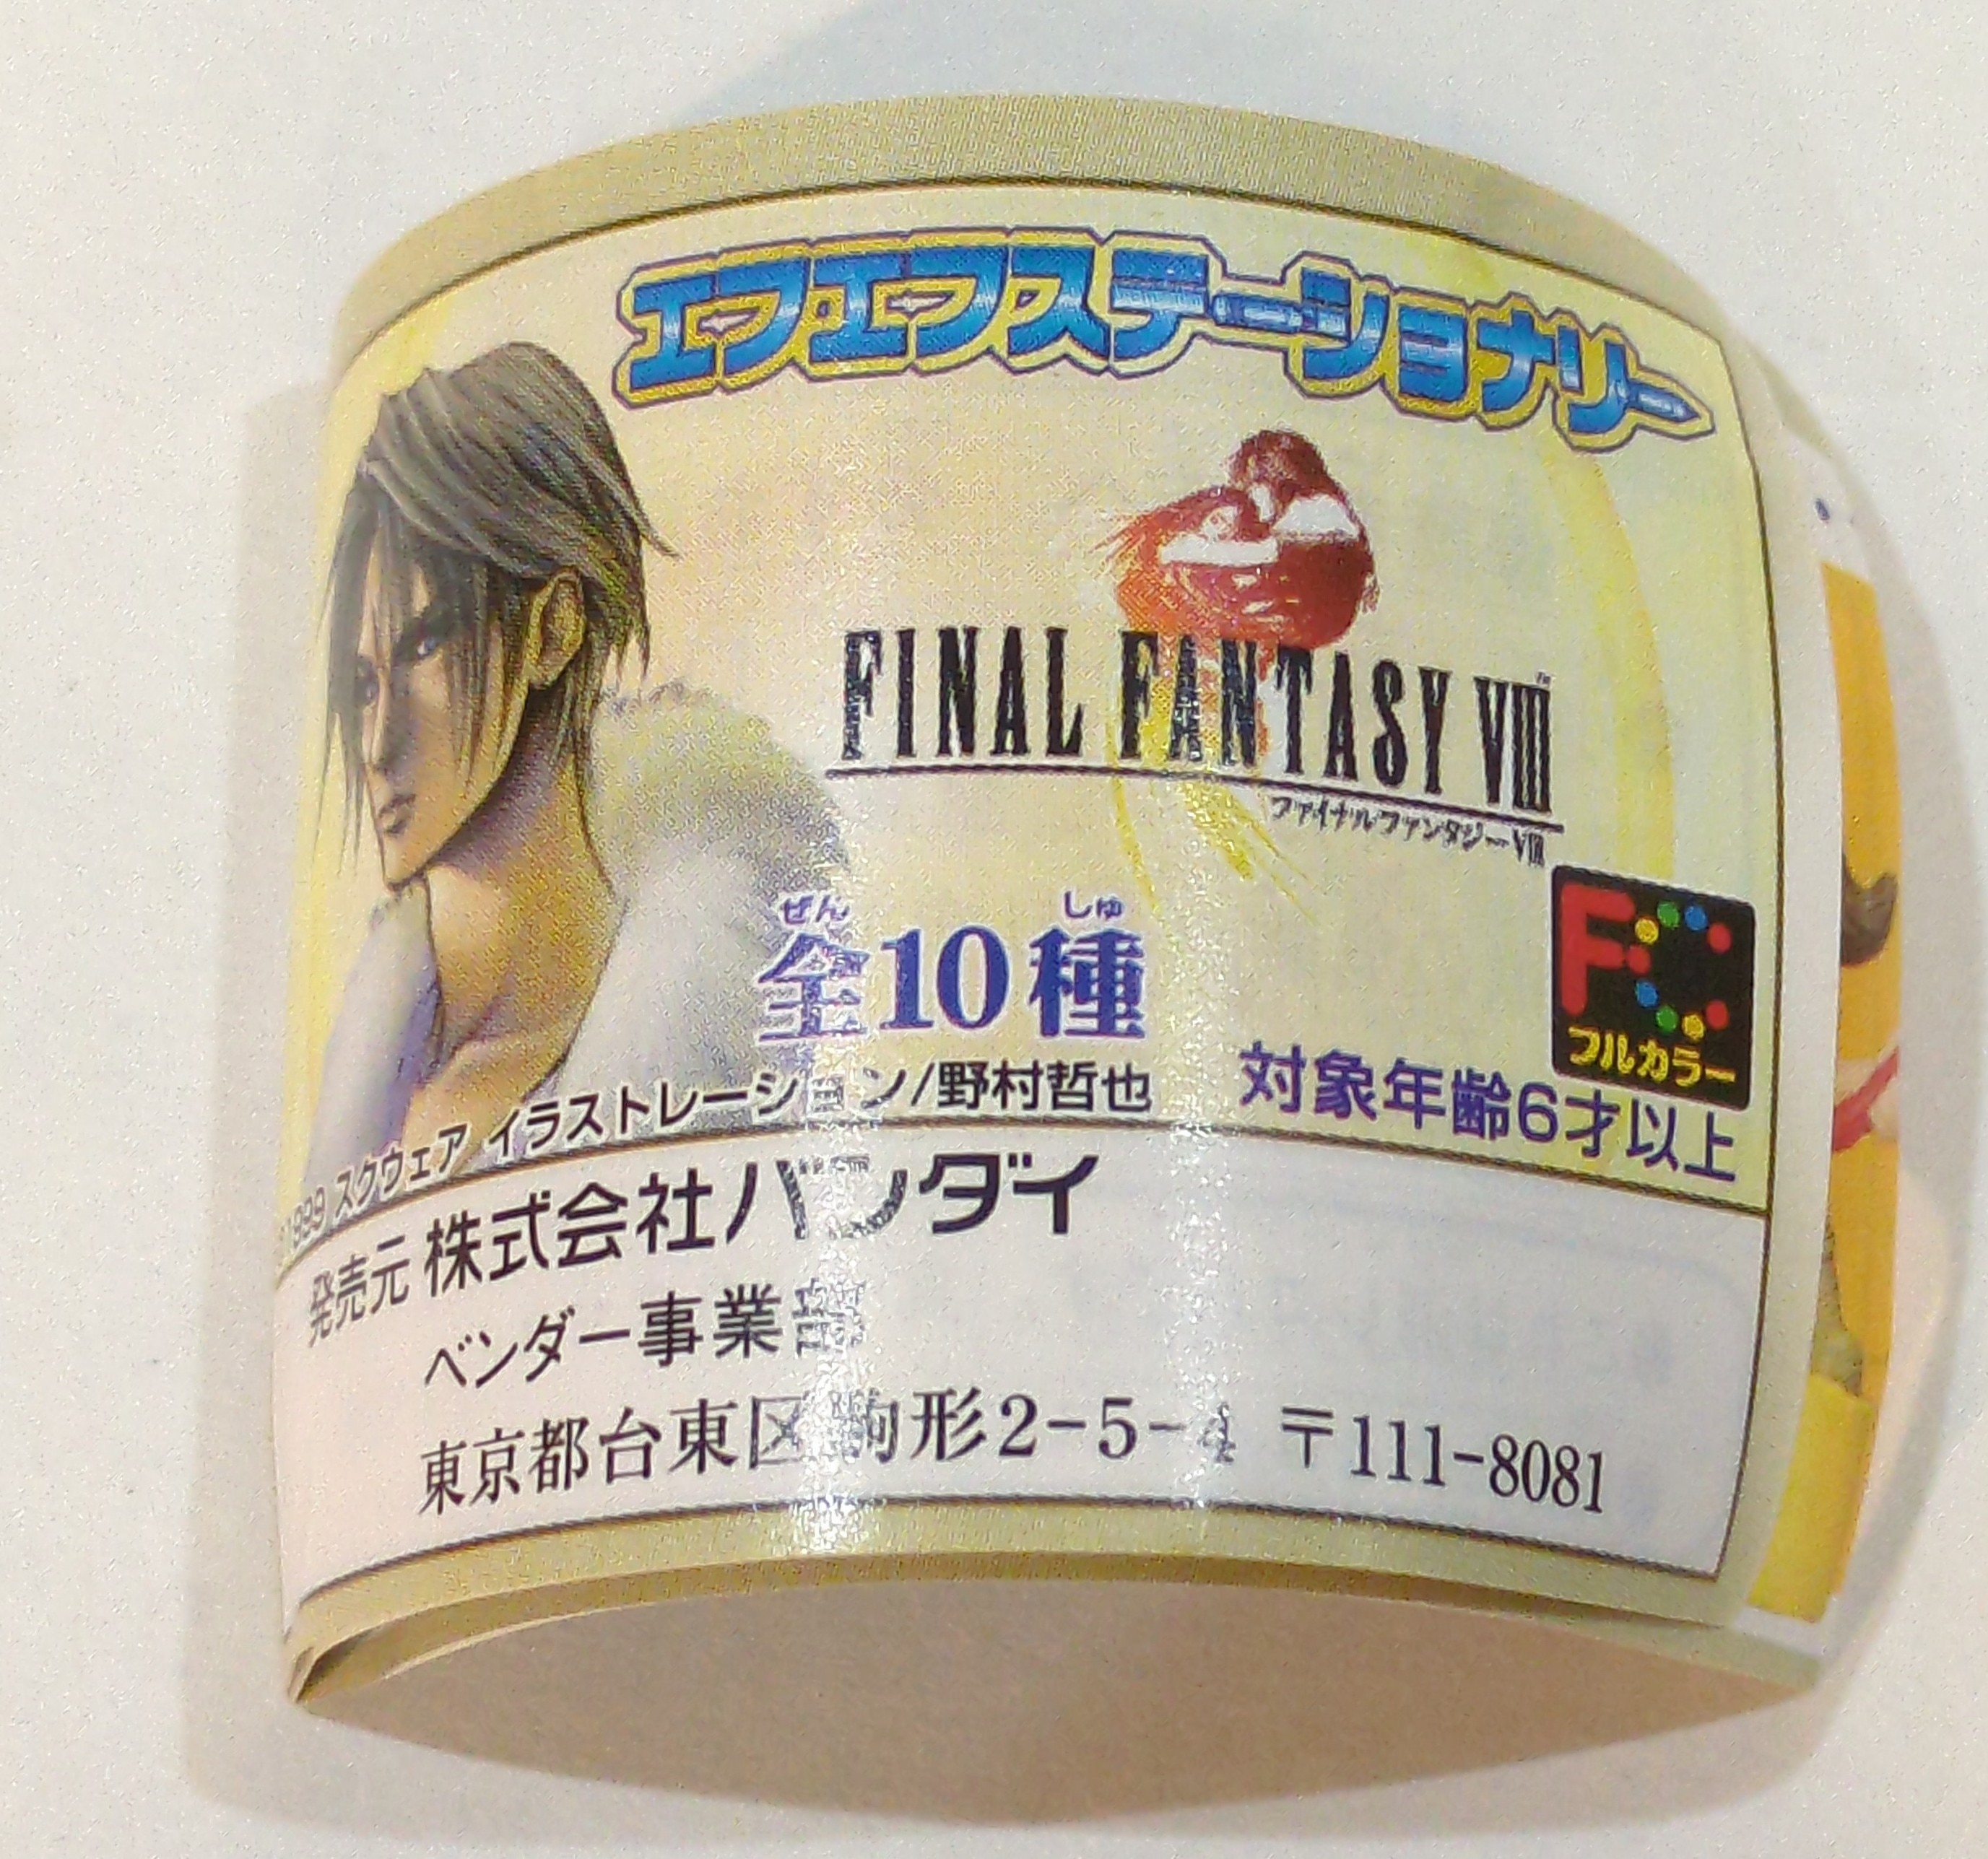 エフエフステーショナリー
FINAL FANTASY VIII
TM
ファイナルファンタジーVIII
ぜん しゅ
全10種
FC
フルカラー
対象年齢6才以上
1999 スクウェア イラストレーション/野村哲也
発売元 株式会社バンダイ
ベンダー事業部
東京都台東区駒形2-5-4 〒111-8081